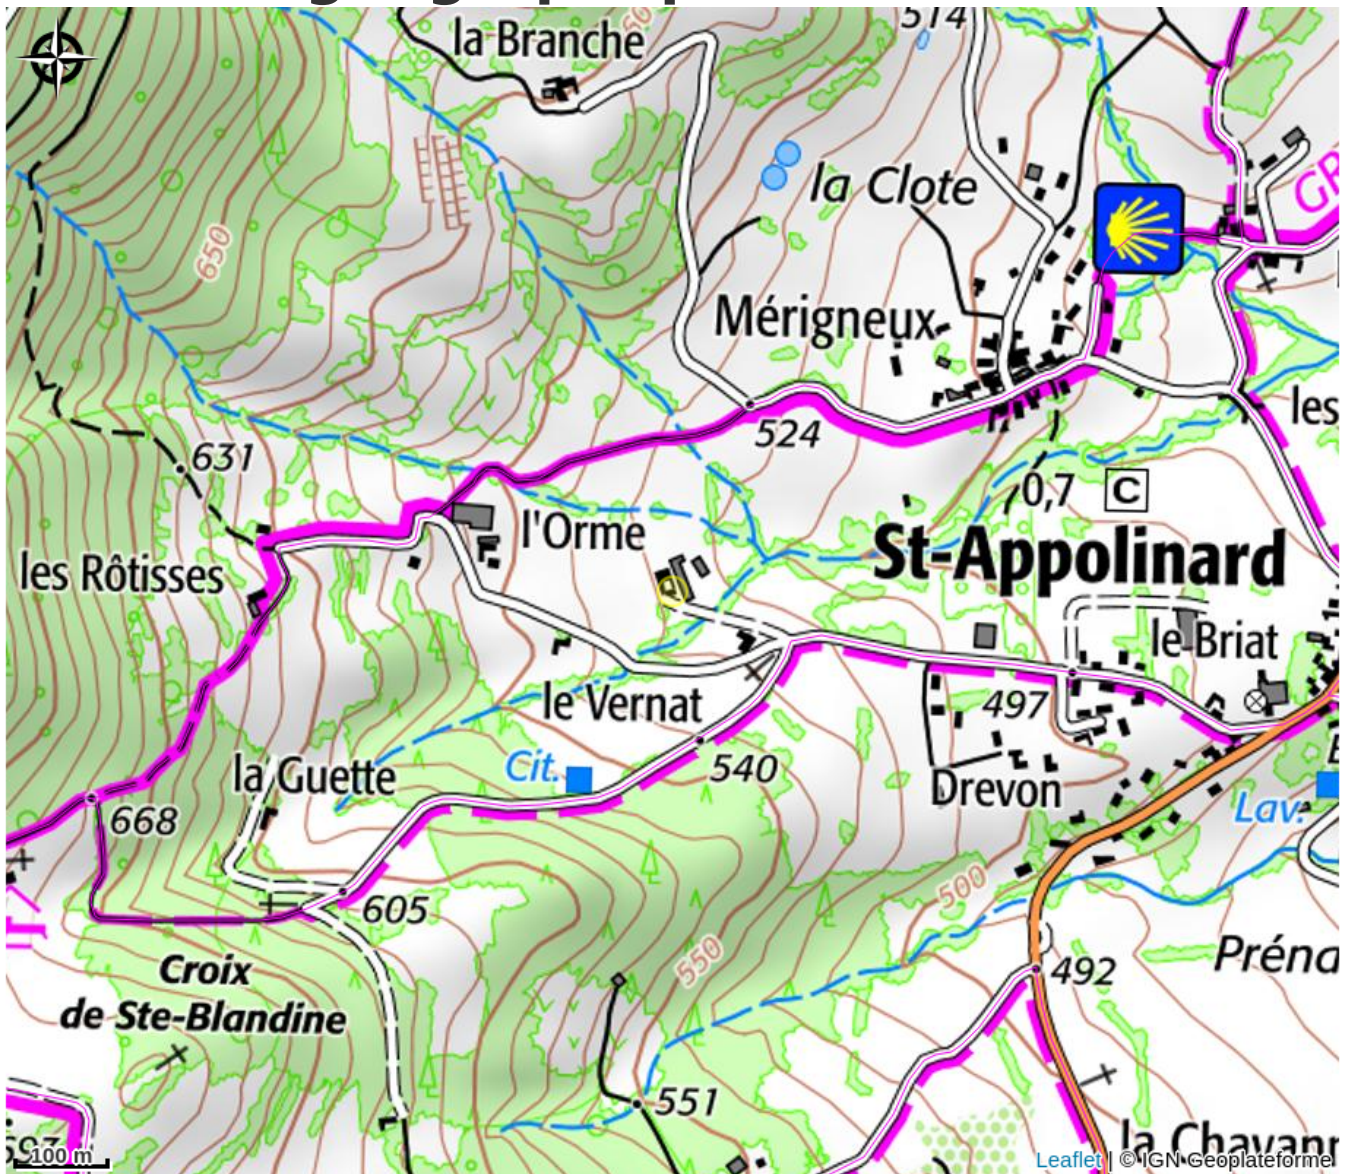 la Branche
514
la Clote
650
GR
Mérigneux
les
524
631
0,7 C
l'Orme
St-Appolinard
les Rôtisses
le Briat
le Vernat
497
Cit.
540
la Guette
Drevon
668
Lav.
605
500
550
Préna
Croix
de Ste-Blandine
492
551
la Chavann
100 m
Leaflet | © IGN Geoplateforme